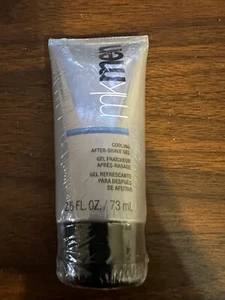 mkmen
COOLING
AFTER-SHAVE GEL
GEL FRAÎCHEUR
APRÈS-RASAGE
GEL REFRESCANTE
PARA DESPUÉS
DE AFEITAR
2.5 FL. OZ. / 73 mL